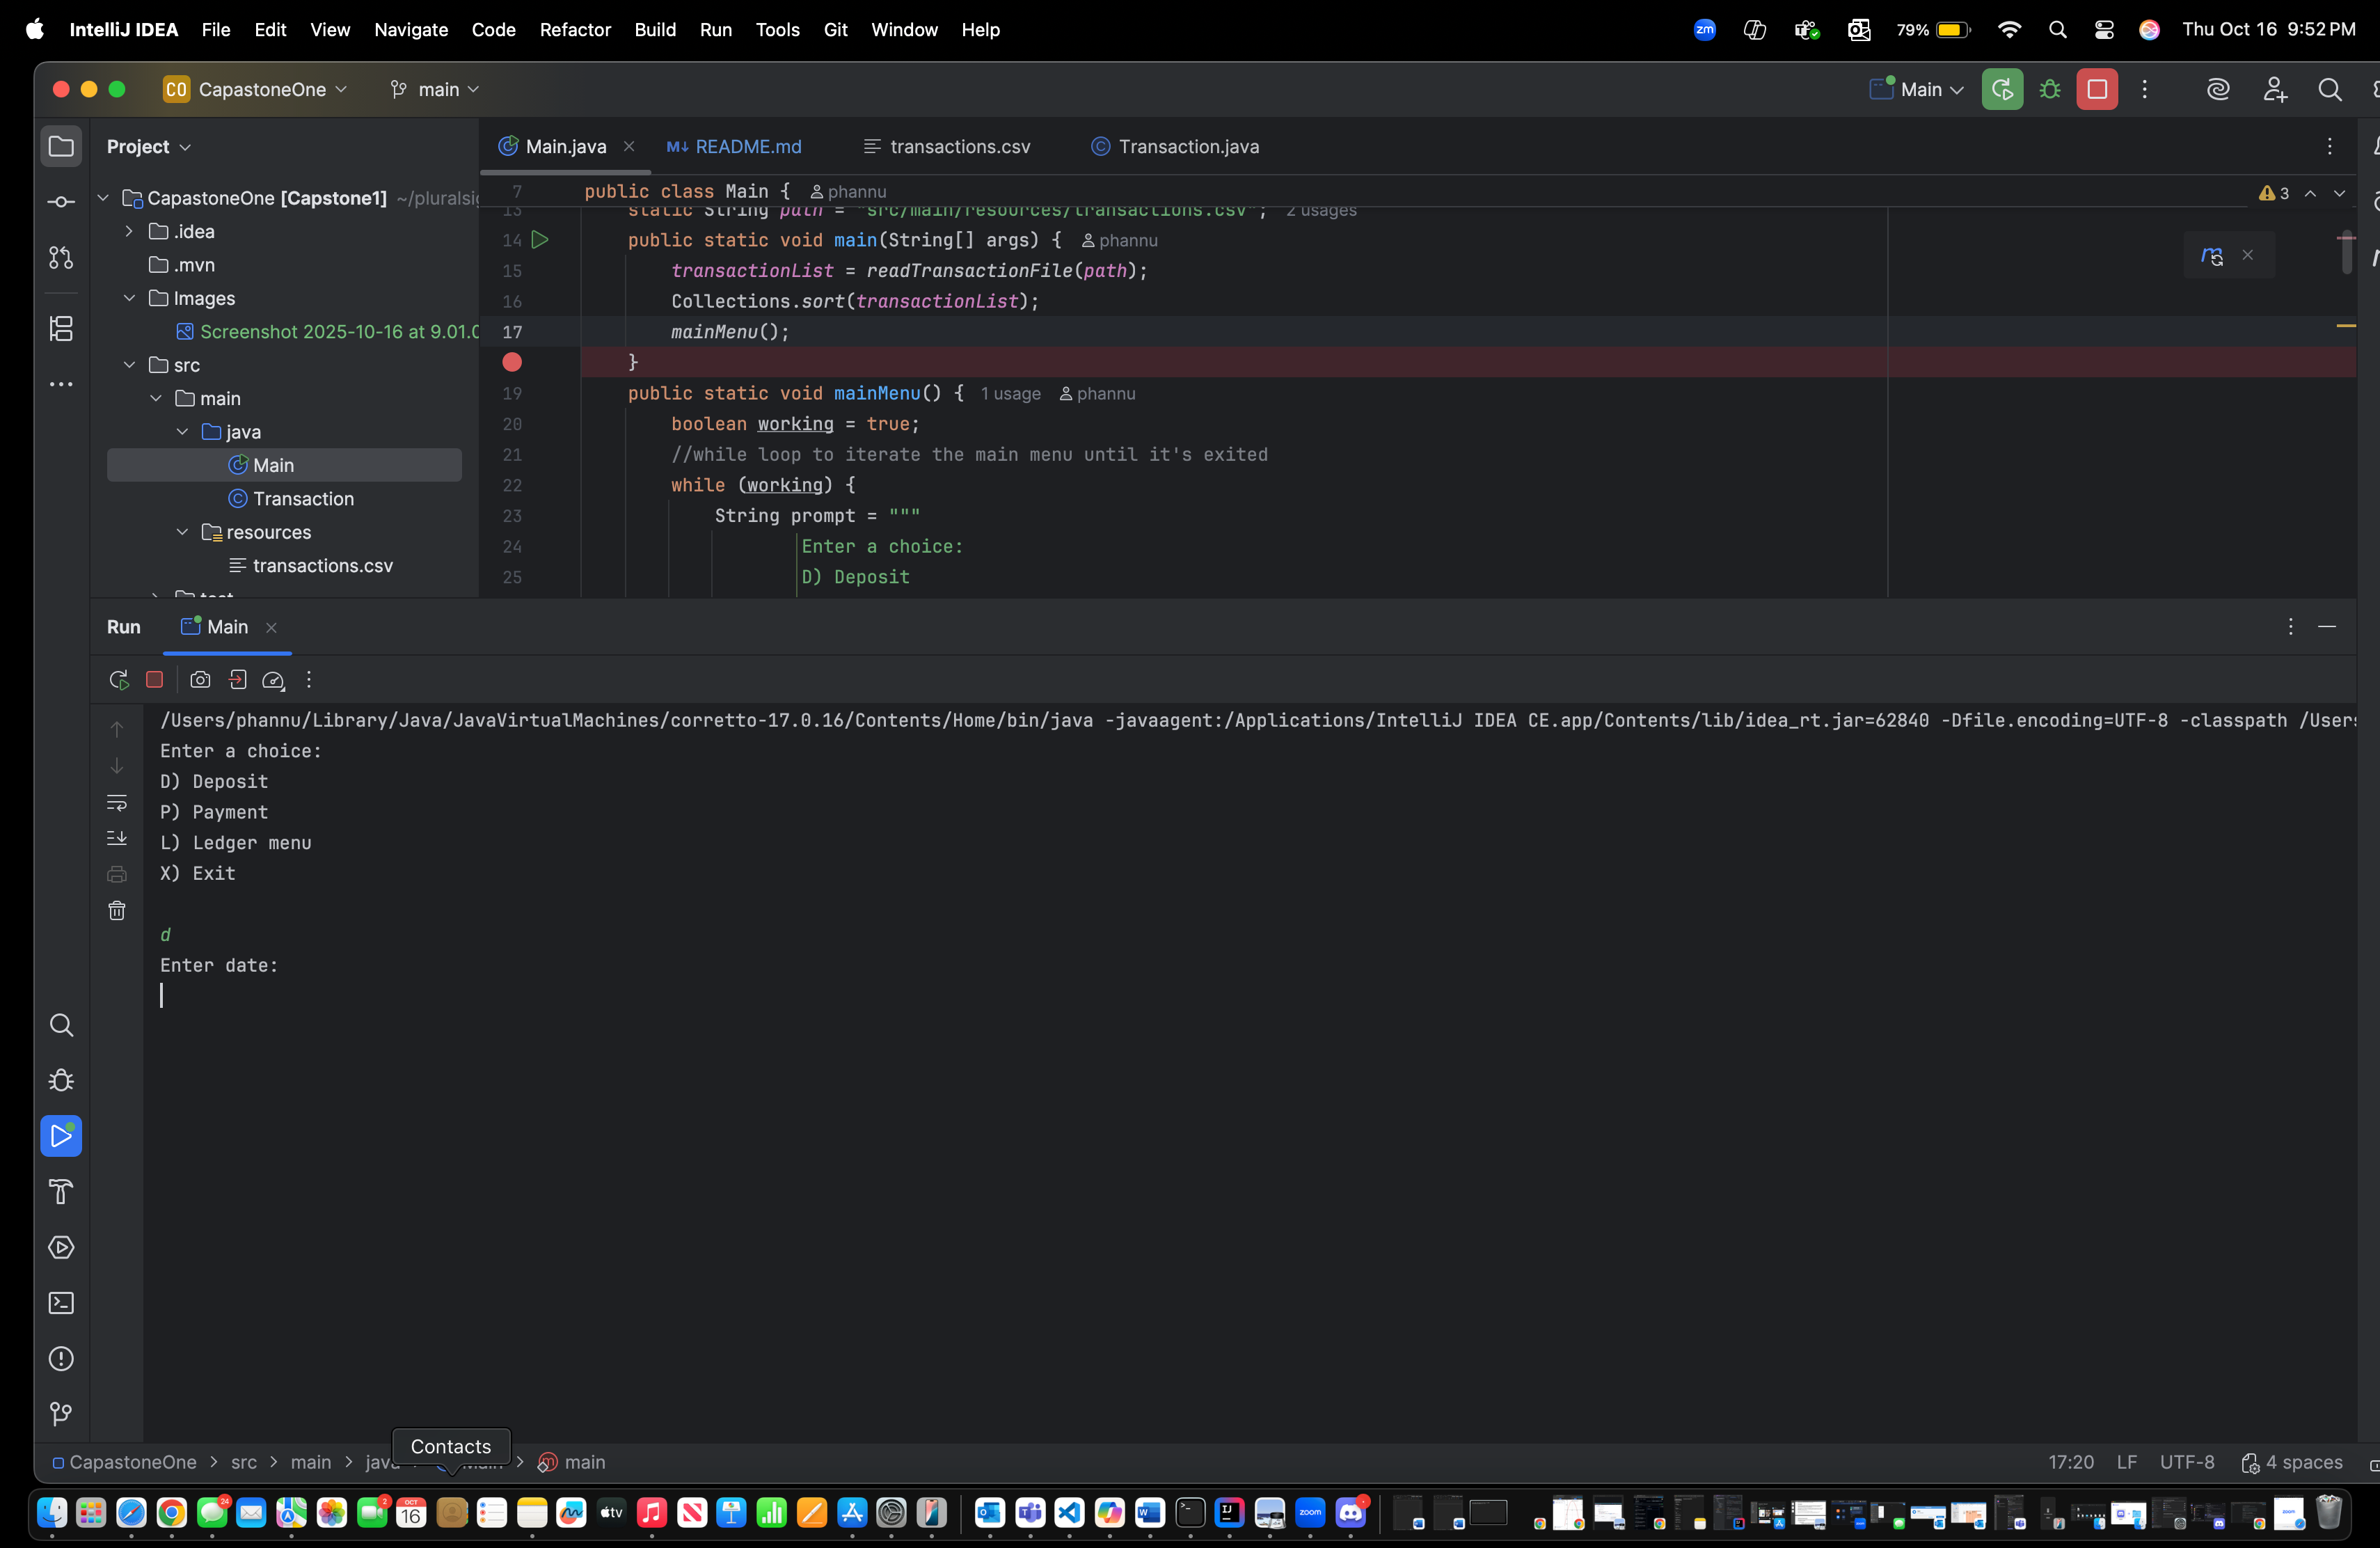 IntelliJ IDEA File Edit View Navigate Code Refactor Build Run Tools Git Window Help
zm 79% Thu Oct 16 9:52 PM
CO CapastoneOne main Main
Project
Main.java README.md transactions.csv Transaction.java
CapastoneOne [Capstone1]
.idea
.mvn
Images
Screenshot 2025-10-16 at 9.01.0
src
main
java
Main
Transaction
resources
transactions.csv
test
7 public class Main { phannu
3
13 static String path = "src/main/resources/transactions.csv"; 2 usages
14 public static void main(String[] args) { phannu
15 transactionList = readTransactionFile(path);
16 Collections.sort(transactionList);
17 mainMenu();
}
19 public static void mainMenu() { 1 usage phannu
20 boolean working = true;
21 //while loop to iterate the main menu until it's exited
22 while (working) {
23 String prompt = """
24 Enter a choice:
25 D) Deposit
Run Main
/Users/phannu/Library/Java/JavaVirtualMachines/corretto-17.0.16/Contents/Home/bin/java -javaagent:/Applications/IntelliJ IDEA CE.app/Contents/lib/idea_rt.jar=62840 -Dfile.encoding=UTF-8 -classpath /Users
Enter a choice:
D) Deposit
P) Payment
L) Ledger menu
X) Exit
d
Enter date:
Contacts
CapastoneOne > src > main > java > Main > main
17:20 LF UTF-8 4 spaces
24 2 OCT 16 tv zoom